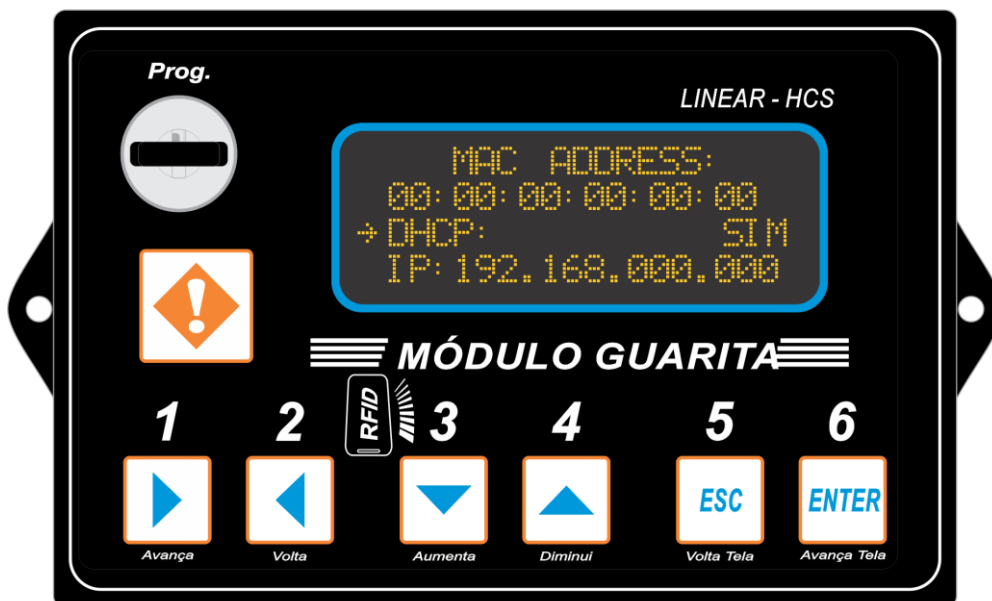 Prog.
LINEAR - HCS
MAC ADDRESS:
00:00:00:00:00:00
→DHCP: SIM
IP:192.168.000.000
!
MÓDULO GUARITA
RFID
1 2 3 4 5 6
ESC ENTER
Avança Volta Aumenta Diminui Volta Tela Avança Tela